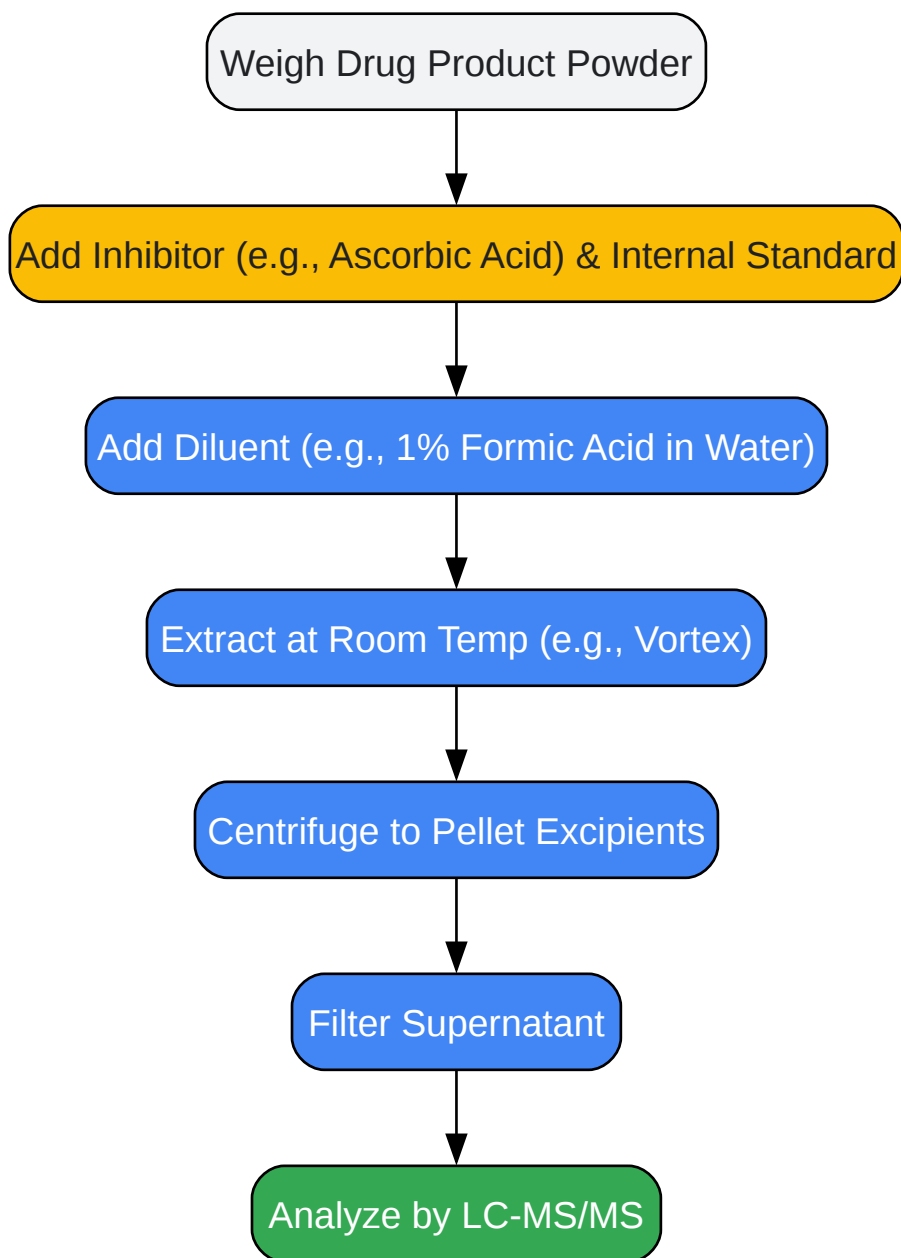 Weigh Drug Product Powder
Add Inhibitor (e.g., Ascorbic Acid) & Internal Standard
Add Diluent (e.g., 1% Formic Acid in Water)
Extract at Room Temp (e.g., Vortex)
Centrifuge to Pellet Excipients
Filter Supernatant
Analyze by LC-MS/MS